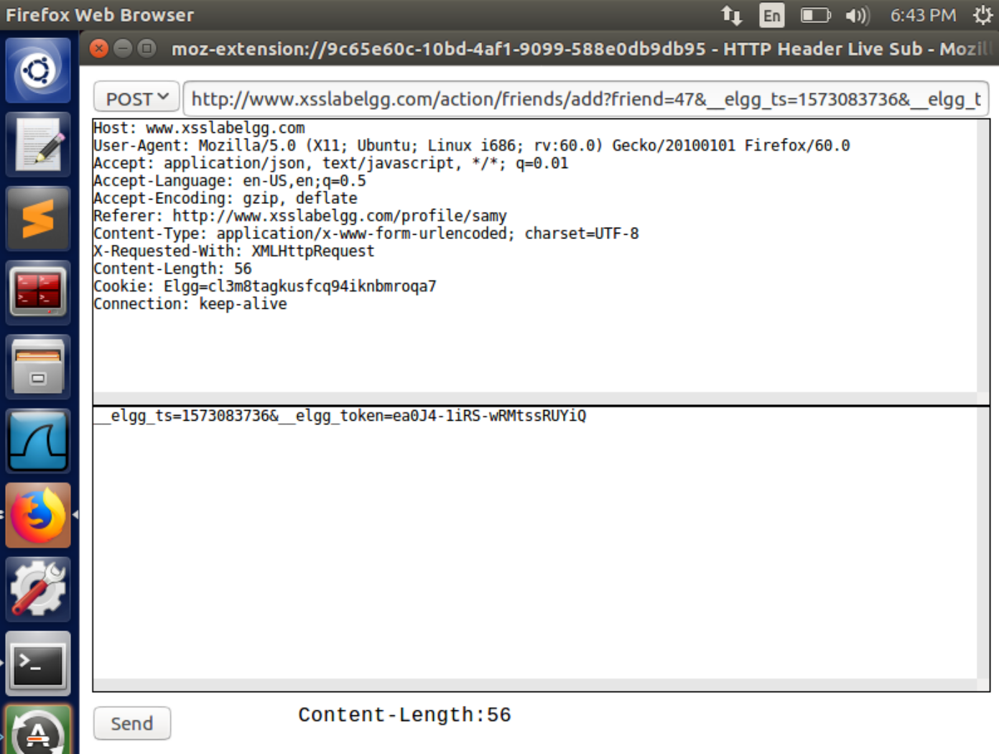 Firefox Web Browser
En
6:43 PM
moz-extension://9c65e60c-10bd-4af1-9099-588e0db9db95 - HTTP Header Live Sub - Mozill
POST
http://www.xsslabelgg.com/action/friends/add?friend=47&__elgg_ts=1573083736&__elgg_t
Host: www.xsslabelgg.com
User-Agent: Mozilla/5.0 (X11; Ubuntu; Linux i686; rv:60.0) Gecko/20100101 Firefox/60.0
Accept: application/json, text/javascript, */*; q=0.01
Accept-Language: en-US,en;q=0.5
Accept-Encoding: gzip, deflate
Referer: http://www.xsslabelgg.com/profile/samy
Content-Type: application/x-www-form-urlencoded; charset=UTF-8
X-Requested-With: XMLHttpRequest
Content-Length: 56
Cookie: Elgg=cl3m8tagkusfcq94iknbmroqa7
Connection: keep-alive
__elgg_ts=1573083736&__elgg_token=ea0J4-1iRS-wRMtssRUYiQ
Send
Content-Length:56